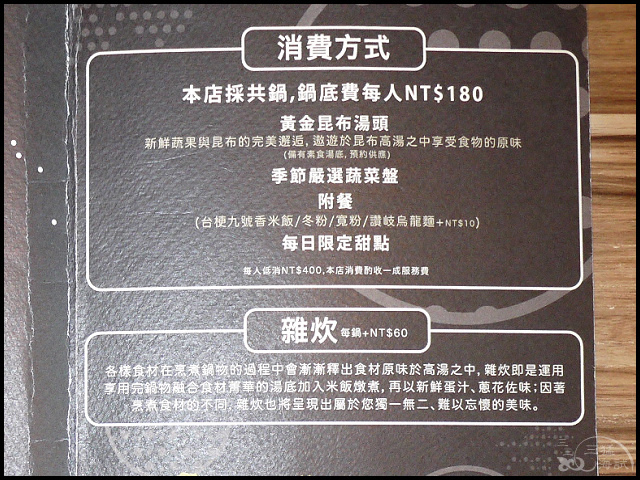 消費方式
本店採共鍋,鍋底費每人NT$180
黃金昆布湯頭
新鮮蔬果與昆布的完美邂逅,遨遊於昆布高湯之中享受食物的原味
(備有素食湯底,預約供應)
季節嚴選蔬菜盤
附餐
(台梗九號香米飯/冬粉/寬粉/讚岐烏龍麵+NT$10)
每日限定甜點
每人低消NT$400,本店消費酌收一成服務費
雜炊 每鍋+NT$60
各樣食材在烹煮鍋物的過程中會漸漸釋出食材原味於高湯之中,雜炊即是運用
享用完鍋物融合食材菁華的湯底加入米飯燉煮,再以新鮮蛋汁、蔥花佐味;因著
烹煮食材的不同,雜炊也將呈現出屬於您獨一無二、難以忘懷的美味。